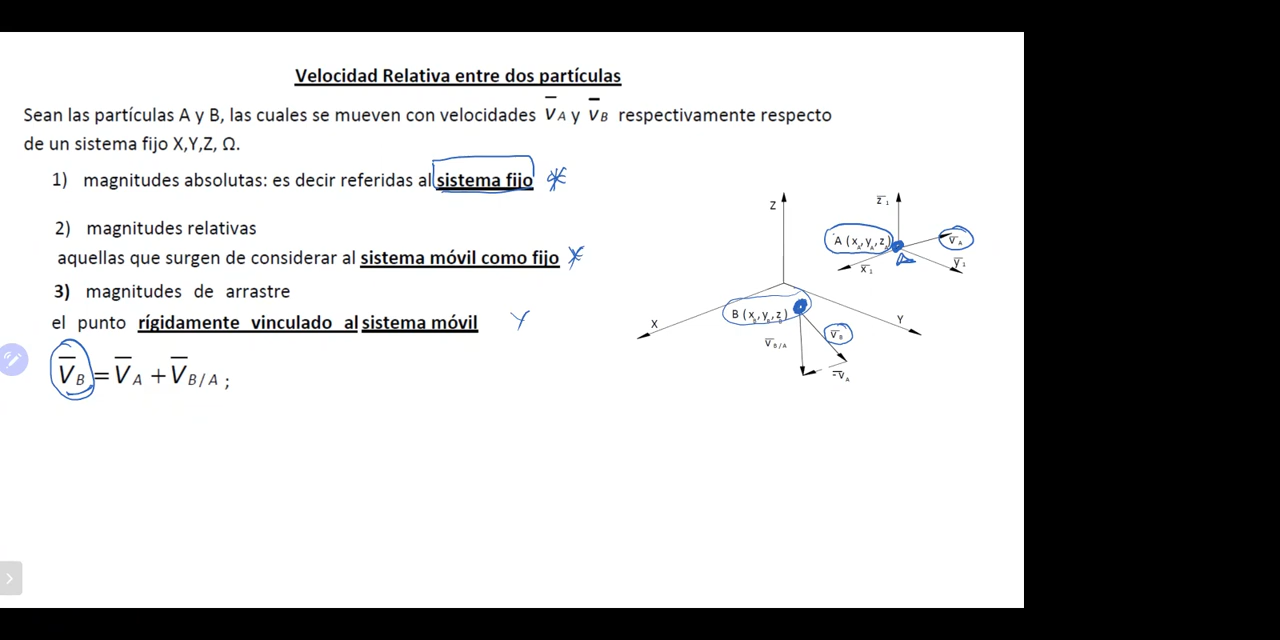 Velocidad Relativa entre dos partículas
Sean las partículas A y B, las cuales se mueven con velocidades V̅A y V̅B respectivamente respecto
de un sistema fijo X,Y,Z, Ω.
1) magnitudes absolutas: es decir referidas al sistema fijo
2) magnitudes relativas
aquellas que surgen de considerar al sistema móvil como fijo
3) magnitudes de arrastre
el punto rígidamente vinculado al sistema móvil
V̅B = V̅A + V̅B/A ;
Z
z̅1
A (xA, yA, zA)
V̅A
x̅1
y̅1
B (xB, yB, zB)
X
Y
V̅B
V̅B/A
-V̅A